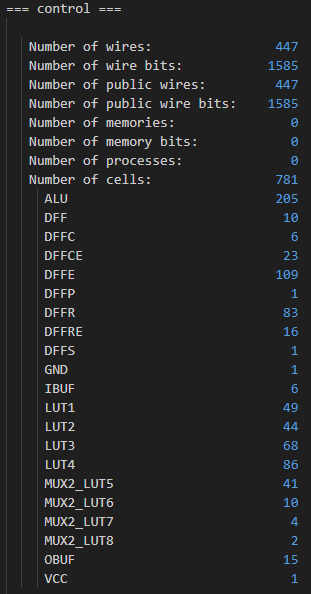 === control ===
Number of wires: 447
Number of wire bits: 1585
Number of public wires: 447
Number of public wire bits: 1585
Number of memories: 0
Number of memory bits: 0
Number of processes: 0
Number of cells: 781
ALU 205
DFF 10
DFFC 6
DFFCE 23
DFFE 109
DFFP 1
DFFR 83
DFFRE 16
DFFS 1
GND 1
IBUF 6
LUT1 49
LUT2 44
LUT3 68
LUT4 86
MUX2_LUT5 41
MUX2_LUT6 10
MUX2_LUT7 4
MUX2_LUT8 2
OBUF 15
VCC 1